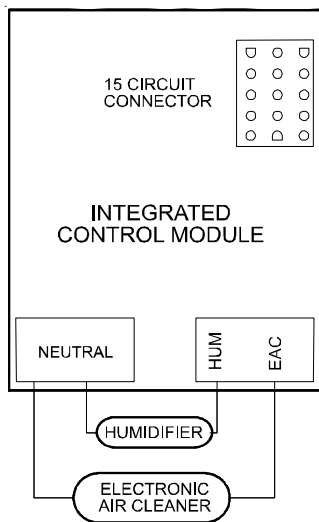 15 CIRCUIT
CONNECTOR
INTEGRATED
CONTROL MODULE
NEUTRAL
HUM
EAC
HUMIDIFIER
ELECTRONIC
AIR CLEANER